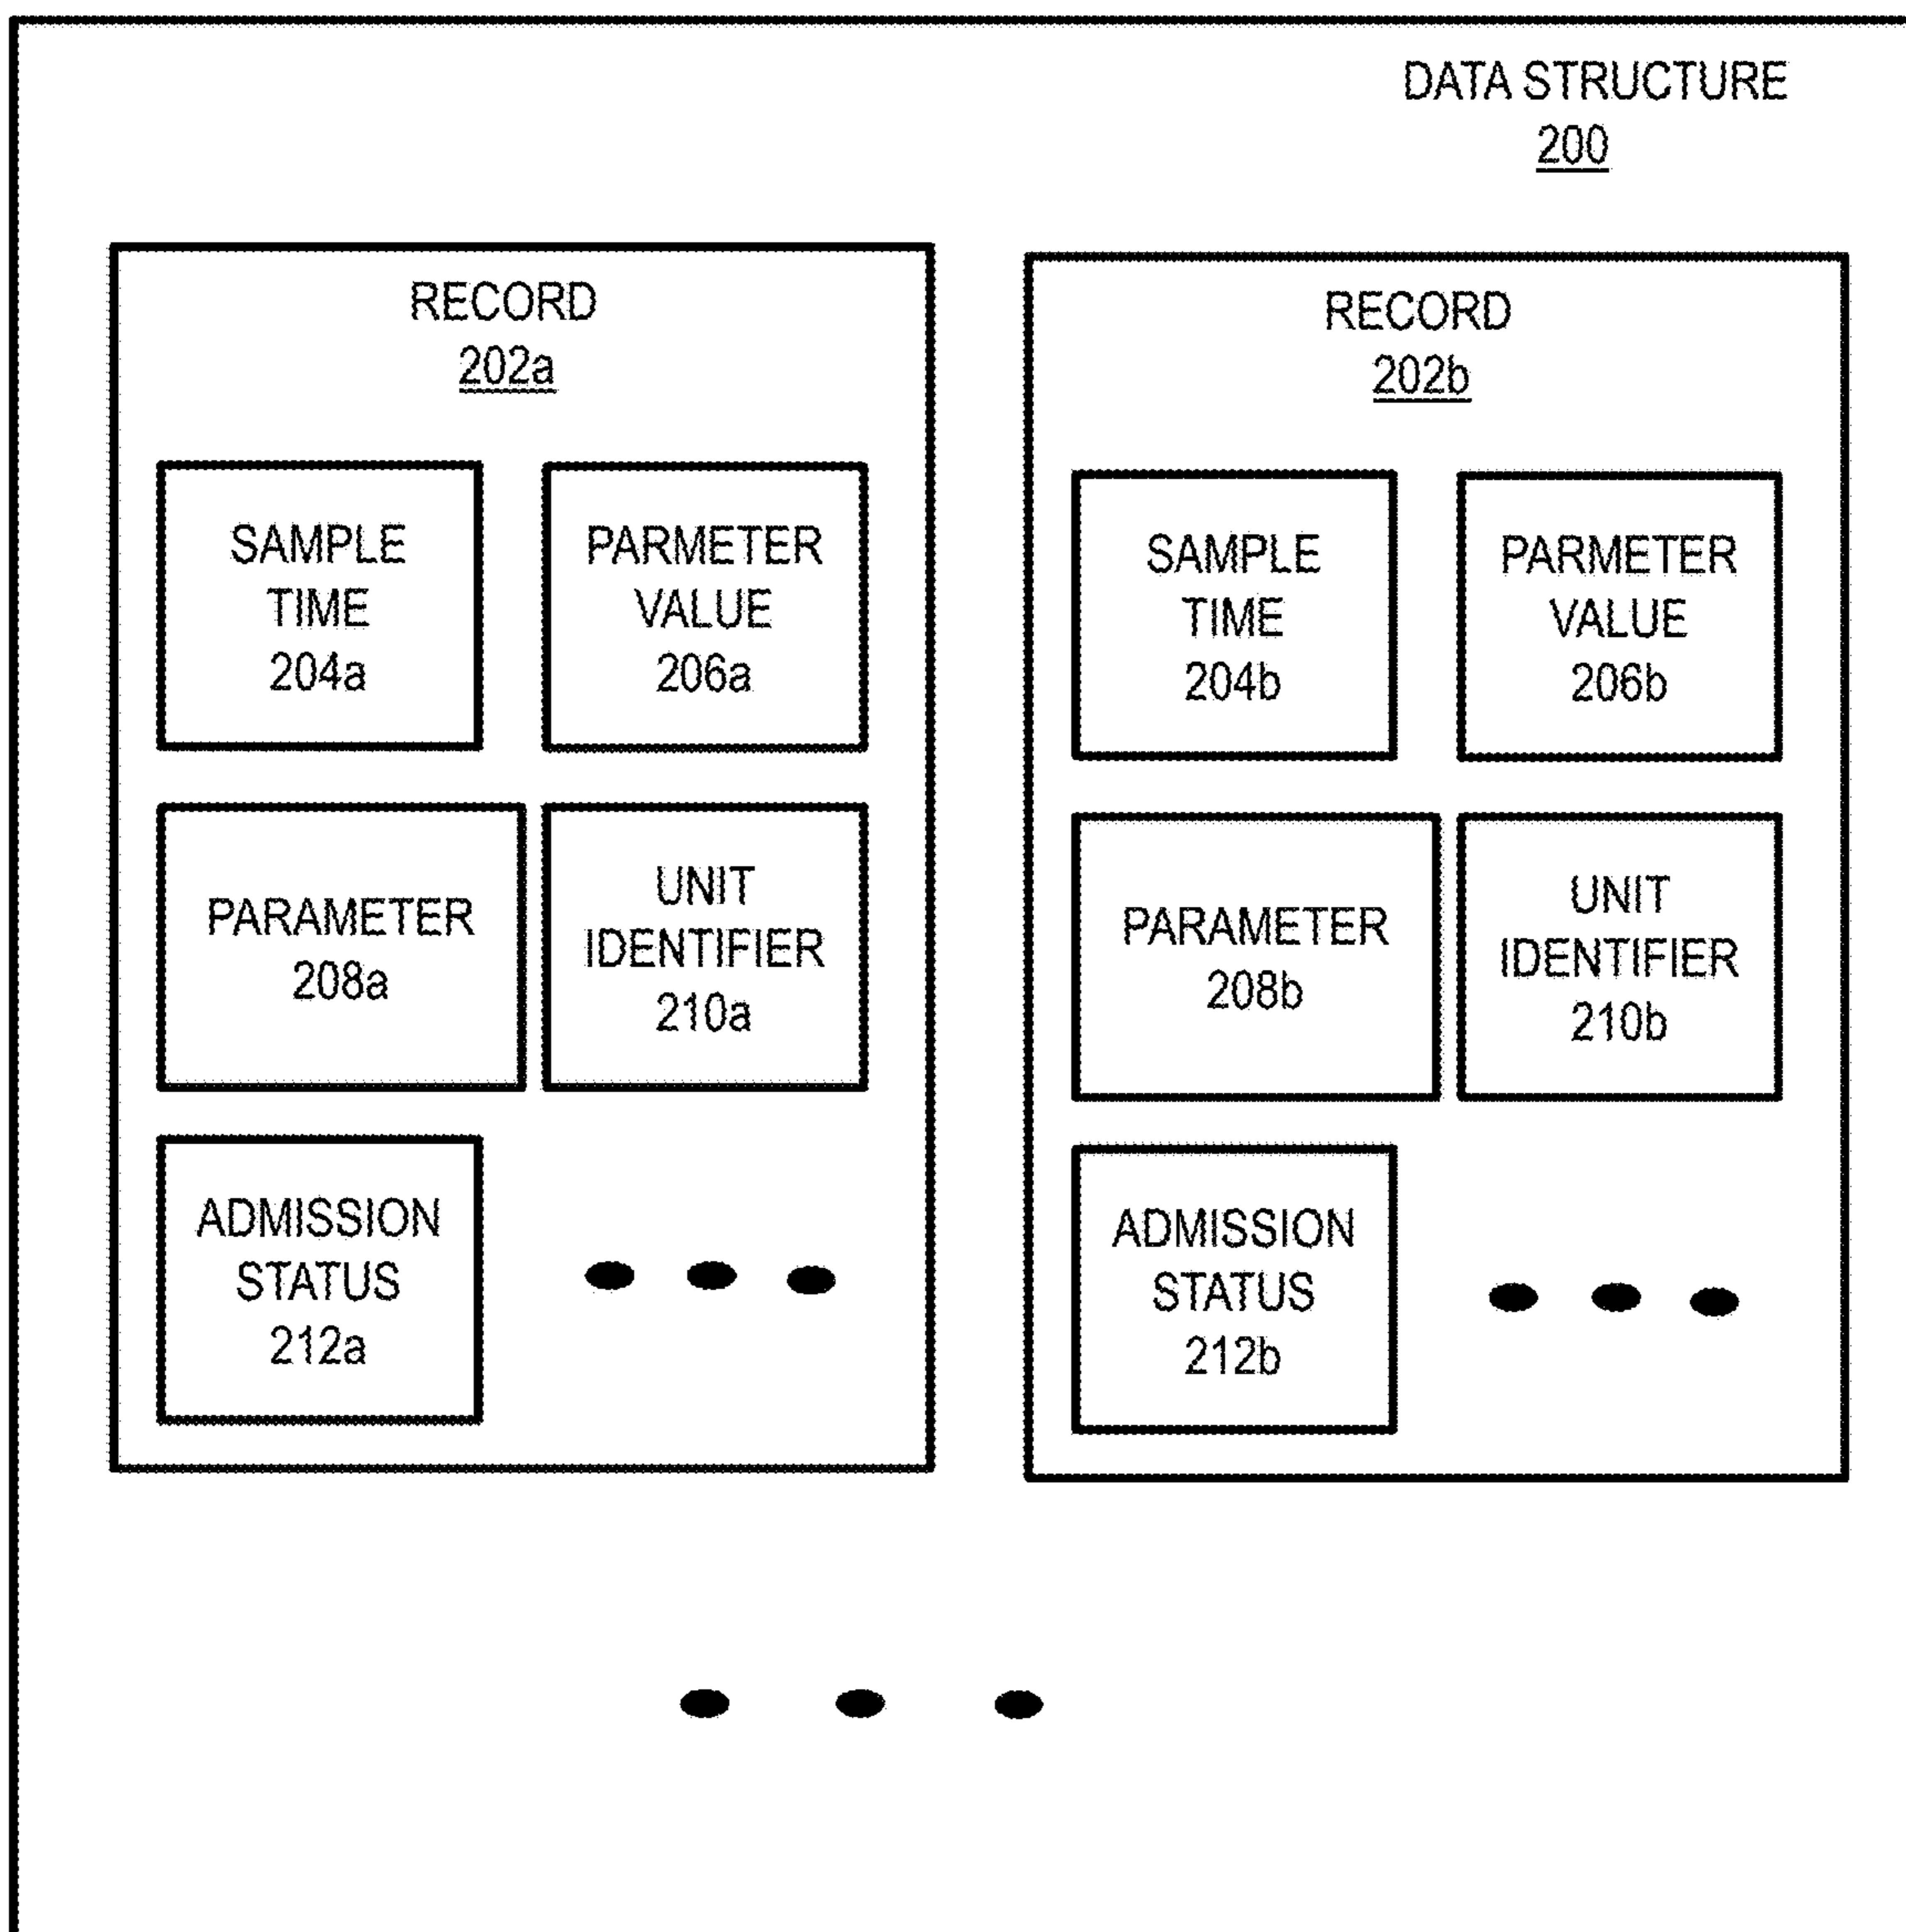 DATA STRUCTURE
200
RECORD
202a
SAMPLE
TIME
204a
PARMETER
VALUE
206a
PARAMETER
208a
UNIT
IDENTIFIER
210a
ADMISSION
STATUS
212a
RECORD
202b
SAMPLE
TIME
204b
PARMETER
VALUE
206b
PARAMETER
208b
UNIT
IDENTIFIER
210b
ADMISSION
STATUS
212b